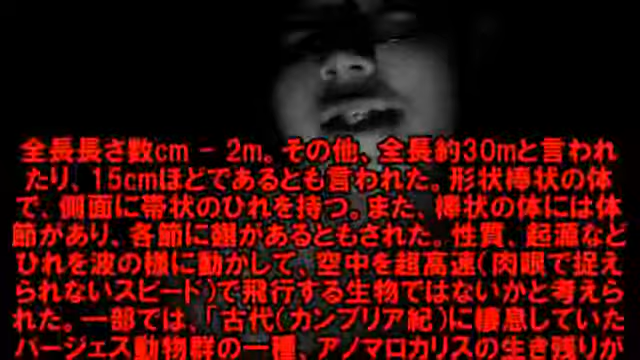 全長長さ数cm - 2m。その他、全長約30mと言われ
たり、15cmほどであるとも言われた。形状棒状の体
で、側面に帯状のひれを持つ。また、棒状の体には体
節があり、各節に翅があるともされた。性質、起源など
ひれを波の様に動かして、空中を超高速（肉眼で捉え
られないスピード）で飛行する生物ではないかと考えら
れた。一部では、「古代（カンブリア紀）に棲息していた
バージェス動物群の一種、アノマロカリスの生き残りが